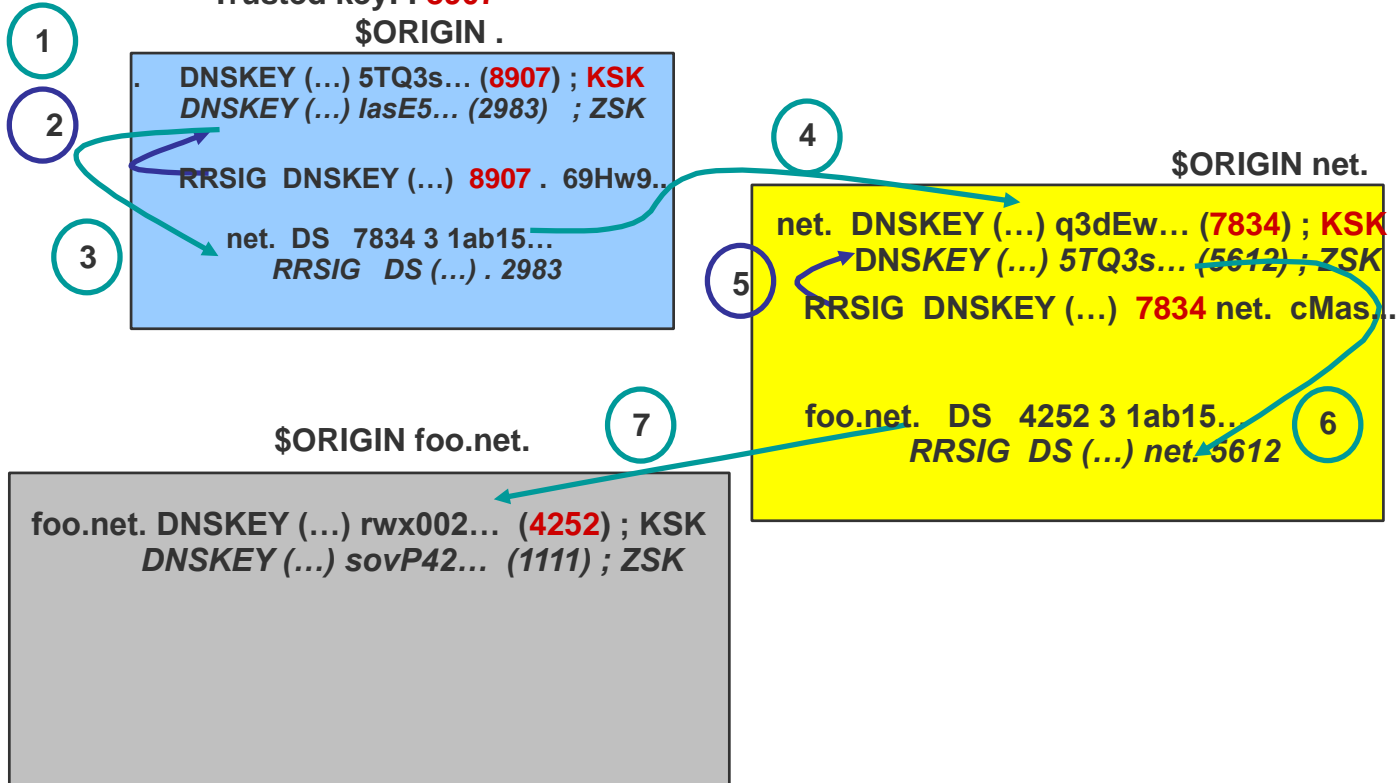 $ORIGIN .
1
. DNSKEY (…) 5TQ3s… (8907) ; KSK
DNSKEY (…) lasE5… (2983) ; ZSK
2
RRSIG DNSKEY (…) 8907 . 69Hw9..
net. DS 7834 3 1ab15…
3
RRSIG DS (…) . 2983
4
$ORIGIN net.
net. DNSKEY (…) q3dEw… (7834) ; KSK
DNSKEY (…) 5TQ3s… (5612) ; ZSK
5
RRSIG DNSKEY (…) 7834 net. cMas...
foo.net. DS 4252 3 1ab15…
6
RRSIG DS (…) net. 5612
7
$ORIGIN foo.net.
foo.net. DNSKEY (…) rwx002… (4252) ; KSK
DNSKEY (…) sovP42… (1111) ; ZSK